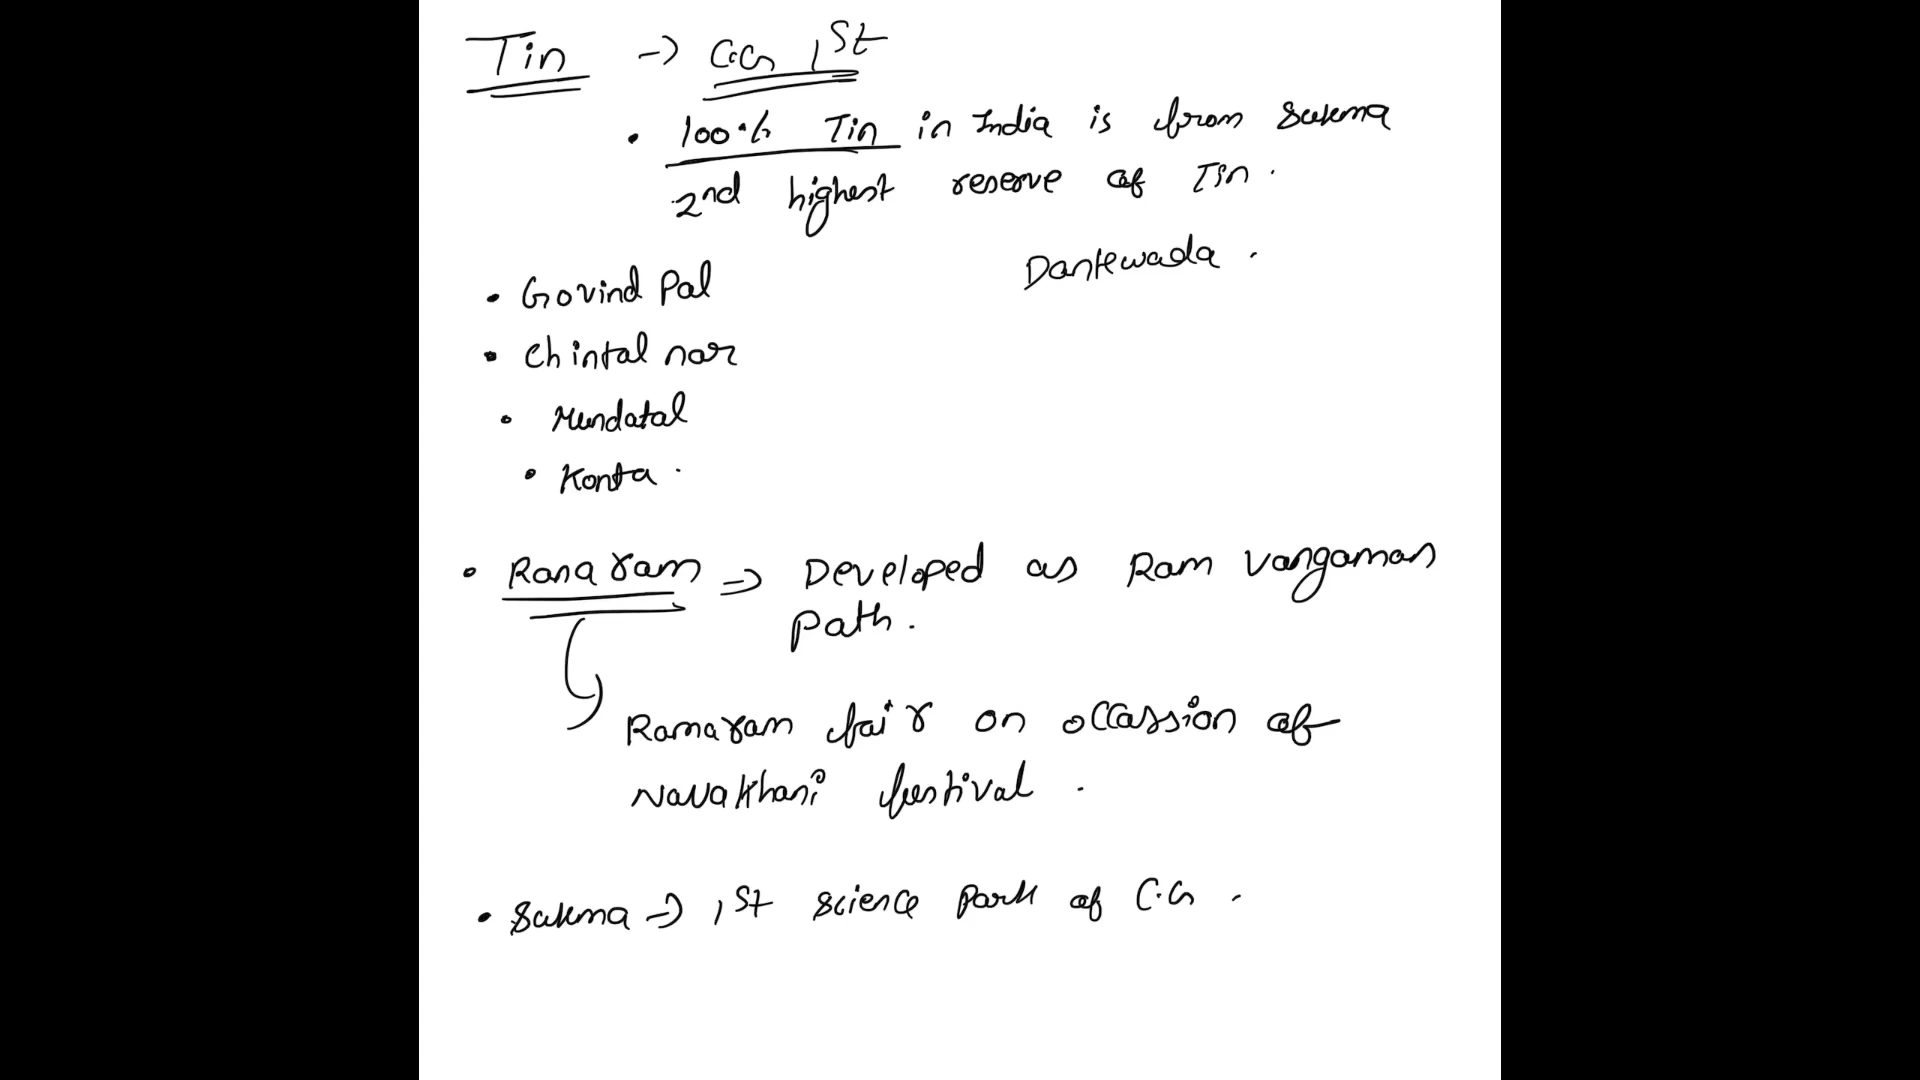 Tin → C.G 1st
• 100% Tin in India is from Sukma
2nd highest reserve of Tin.
Dantewada.
• Govind Pal
• Chintal nar
• Mundatal
• Konta.
• Ranaram ⇒ Developed as Ram Vangaman
Path.
Ramaram fair on occassion of
Navakhani festival.
• Sukma → 1st Science Park of C.G.